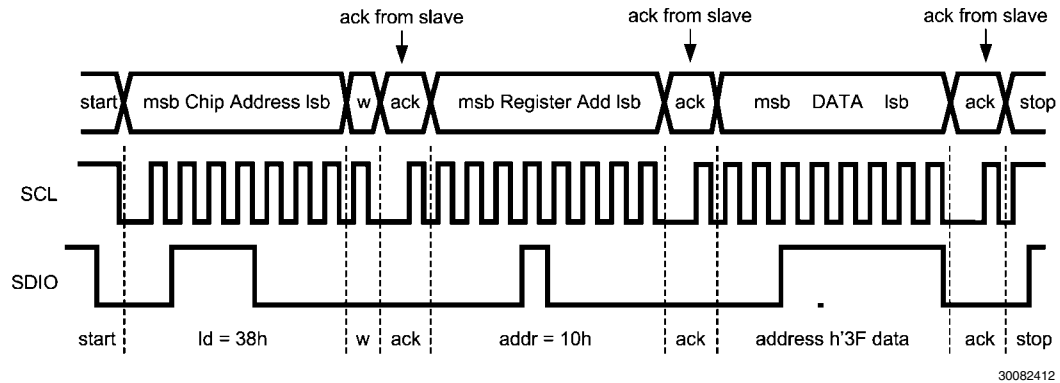 ack from slave ack from slave ack from slave
start msb Chip Address lsb w ack msb Register Add lsb ack msb DATA lsb ack stop
SCL
SDIO
start Id = 38h w ack addr = 10h ack address h'3F data ack stop
30082412